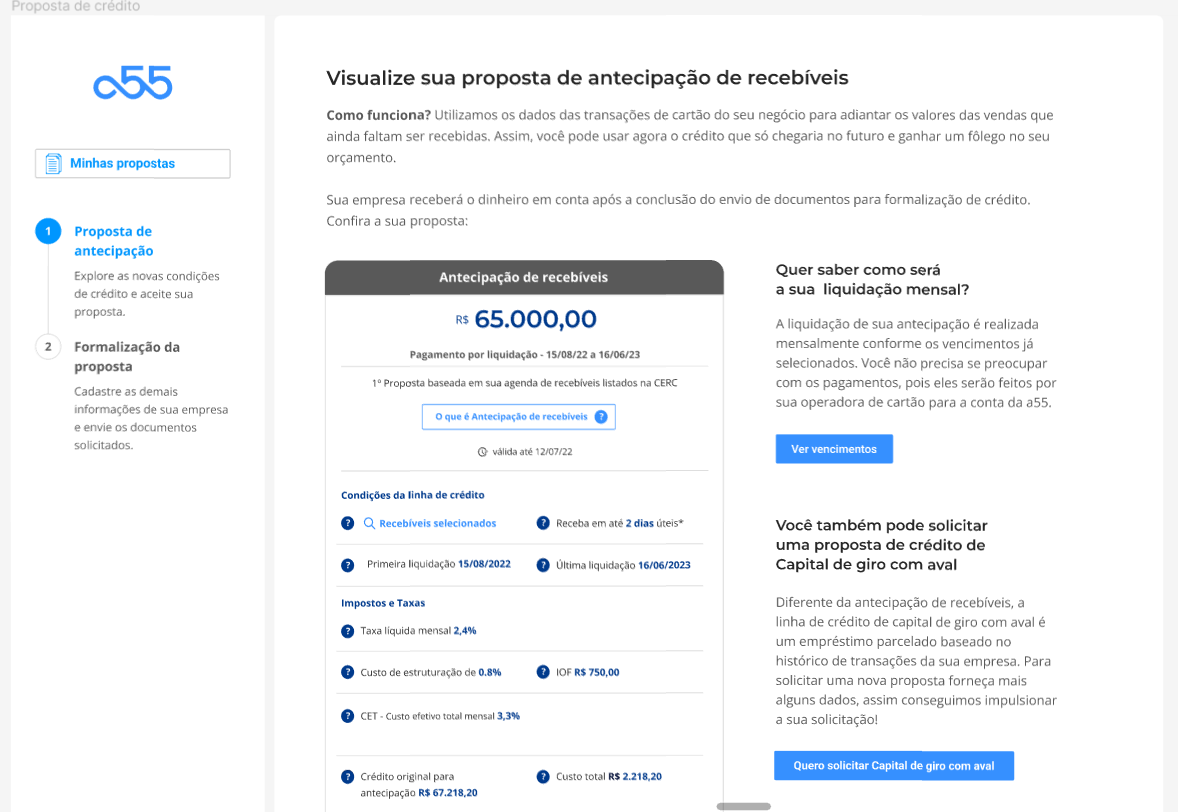 Proposta de crédito
a55
Minhas propostas
1
Proposta de
antecipação
Explore as novas condições
de crédito e aceite sua
proposta.
2
Formalização da
proposta
Cadastre as demais
informações de sua empresa
e envie os documentos
solicitados.
Visualize sua proposta de antecipação de recebíveis
Como funciona? Utilizamos os dados das transações de cartão do seu negócio para adiantar os valores das vendas que
ainda faltam ser recebidas. Assim, você pode usar agora o crédito que só chegaria no futuro e ganhar um fôlego no seu
orçamento.
Sua empresa receberá o dinheiro em conta após a conclusão do envio de documentos para formalização de crédito.
Confira a sua proposta:
Antecipação de recebíveis
R$ 65.000,00
Pagamento por liquidação - 15/08/22 a 16/06/23
1º Proposta baseada em sua agenda de recebíveis listados na CERC
O que é Antecipação de recebíveis ?
válida até 12/07/22
Condições da linha de crédito
? Recebíveis selecionados
? Receba em até 2 dias úteis*
? Primeira liquidação 15/08/2022
? Última liquidação 16/06/2023
Impostos e Taxas
? Taxa líquida mensal 2,4%
? Custo de estruturação de 0.8%
? IOF R$ 750,00
? CET - Custo efetivo total mensal 3,3%
? Crédito original para
antecipação R$ 67.218,20
? Custo total R$ 2.218,20
Quer saber como será
a sua liquidação mensal?
A liquidação de sua antecipação é realizada
mensalmente conforme os vencimentos já
selecionados. Você não precisa se preocupar
com os pagamentos, pois eles serão feitos por
sua operadora de cartão para a conta da a55.
Ver vencimentos
Você também pode solicitar
uma proposta de crédito de
Capital de giro com aval
Diferente da antecipação de recebíveis, a
linha de crédito de capital de giro com aval é
um empréstimo parcelado baseado no
histórico de transações da sua empresa. Para
solicitar uma nova proposta forneça mais
alguns dados, assim conseguimos impulsionar
a sua solicitação!
Quero solicitar Capital de giro com aval